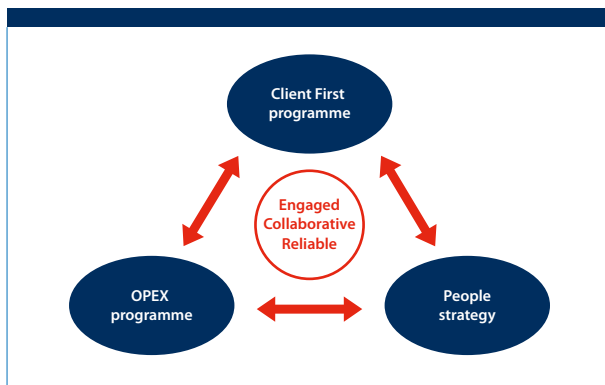 Client First
programme
Engaged
Collaborative
Reliable
OPEX
programme
People
strategy